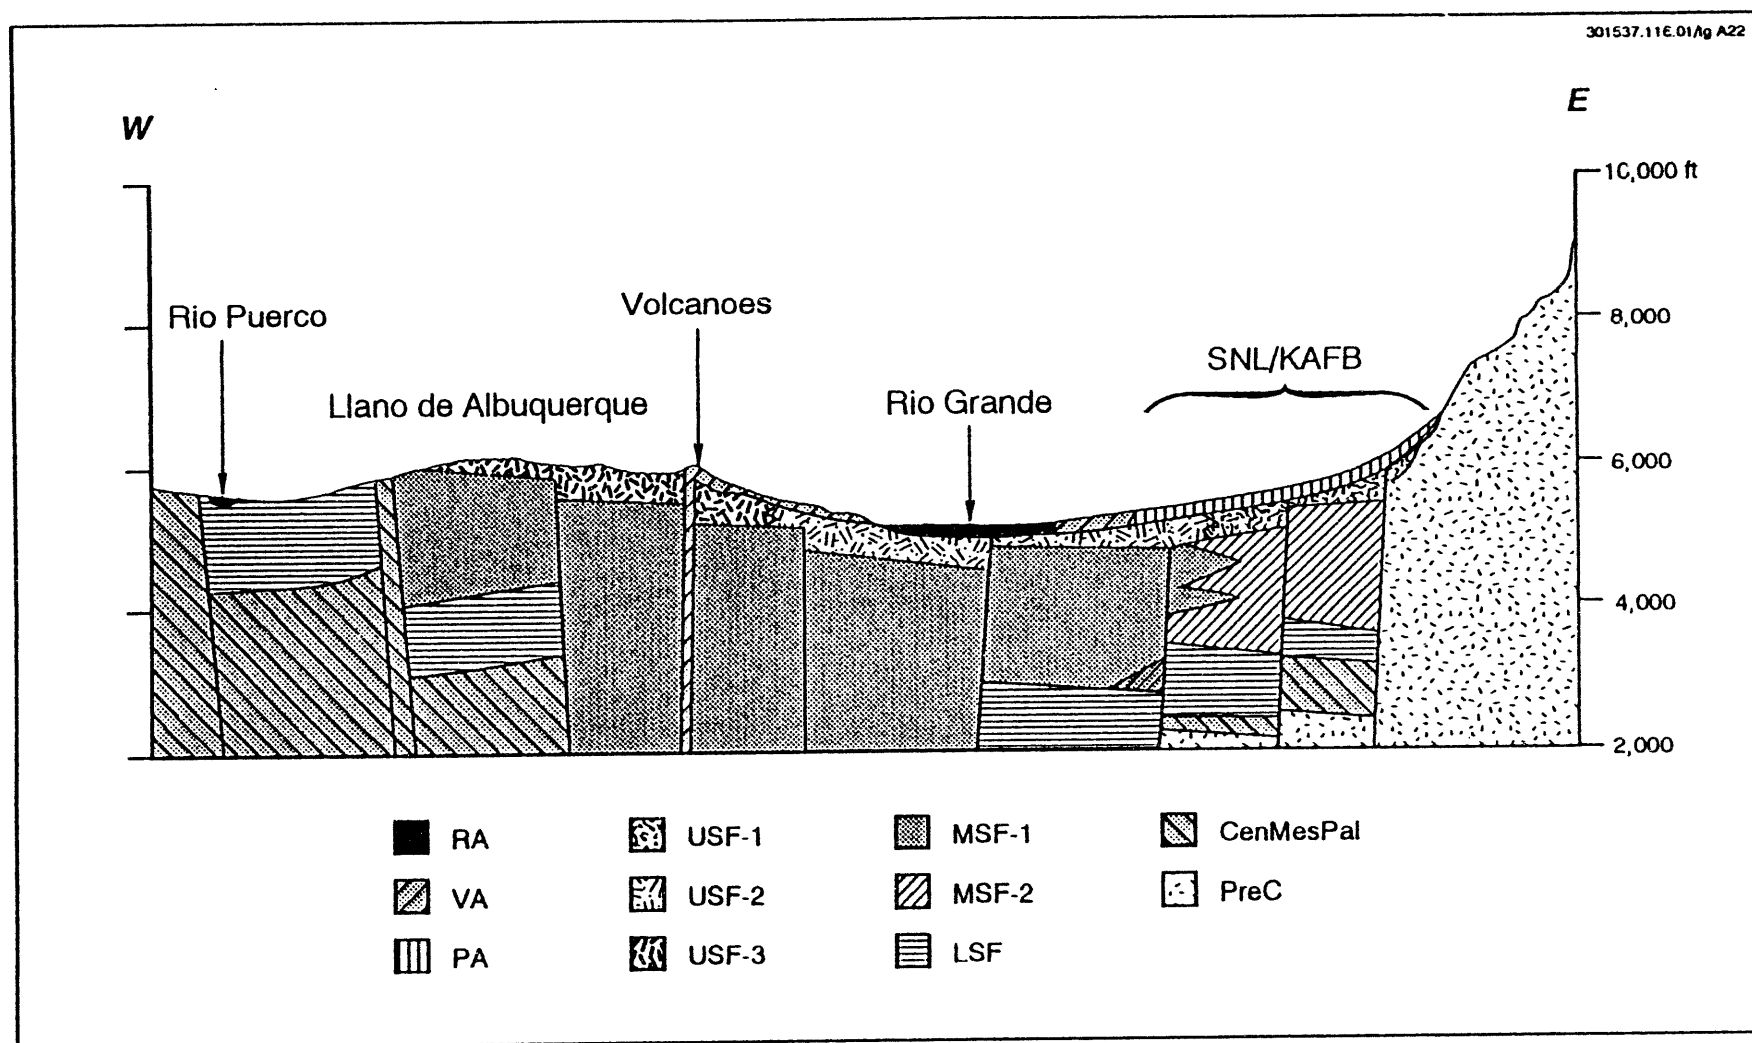 301537.116.01/lg A22
W
E
10,000 ft
Rio Puerco
Volcanoes
8,000
SNL/KAFB
Llano de Albuquerque
Rio Grande
6,000
4,000
2,000
RA
USF-1
MSF-1
CenMesPal
VA
USF-2
MSF-2
PreC
PA
USF-3
LSF